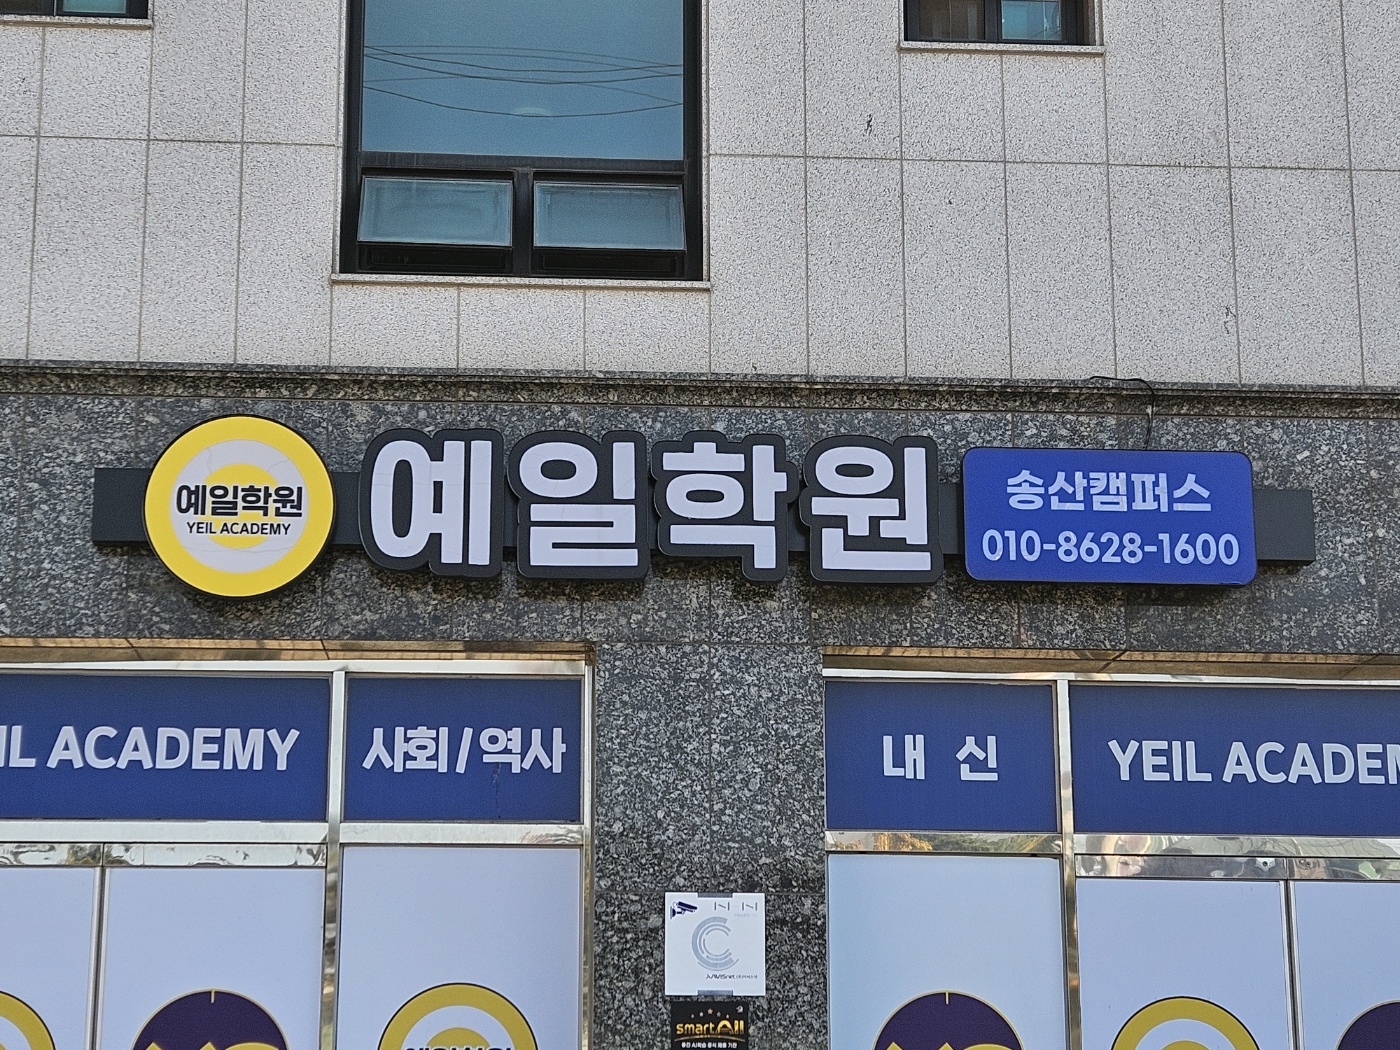 예일학원
YEIL ACADEMY
예일학원
송산캠퍼스
010-8628-1600
IL ACADEMY
사회/역사
내 신
YEIL ACADEM
smart All